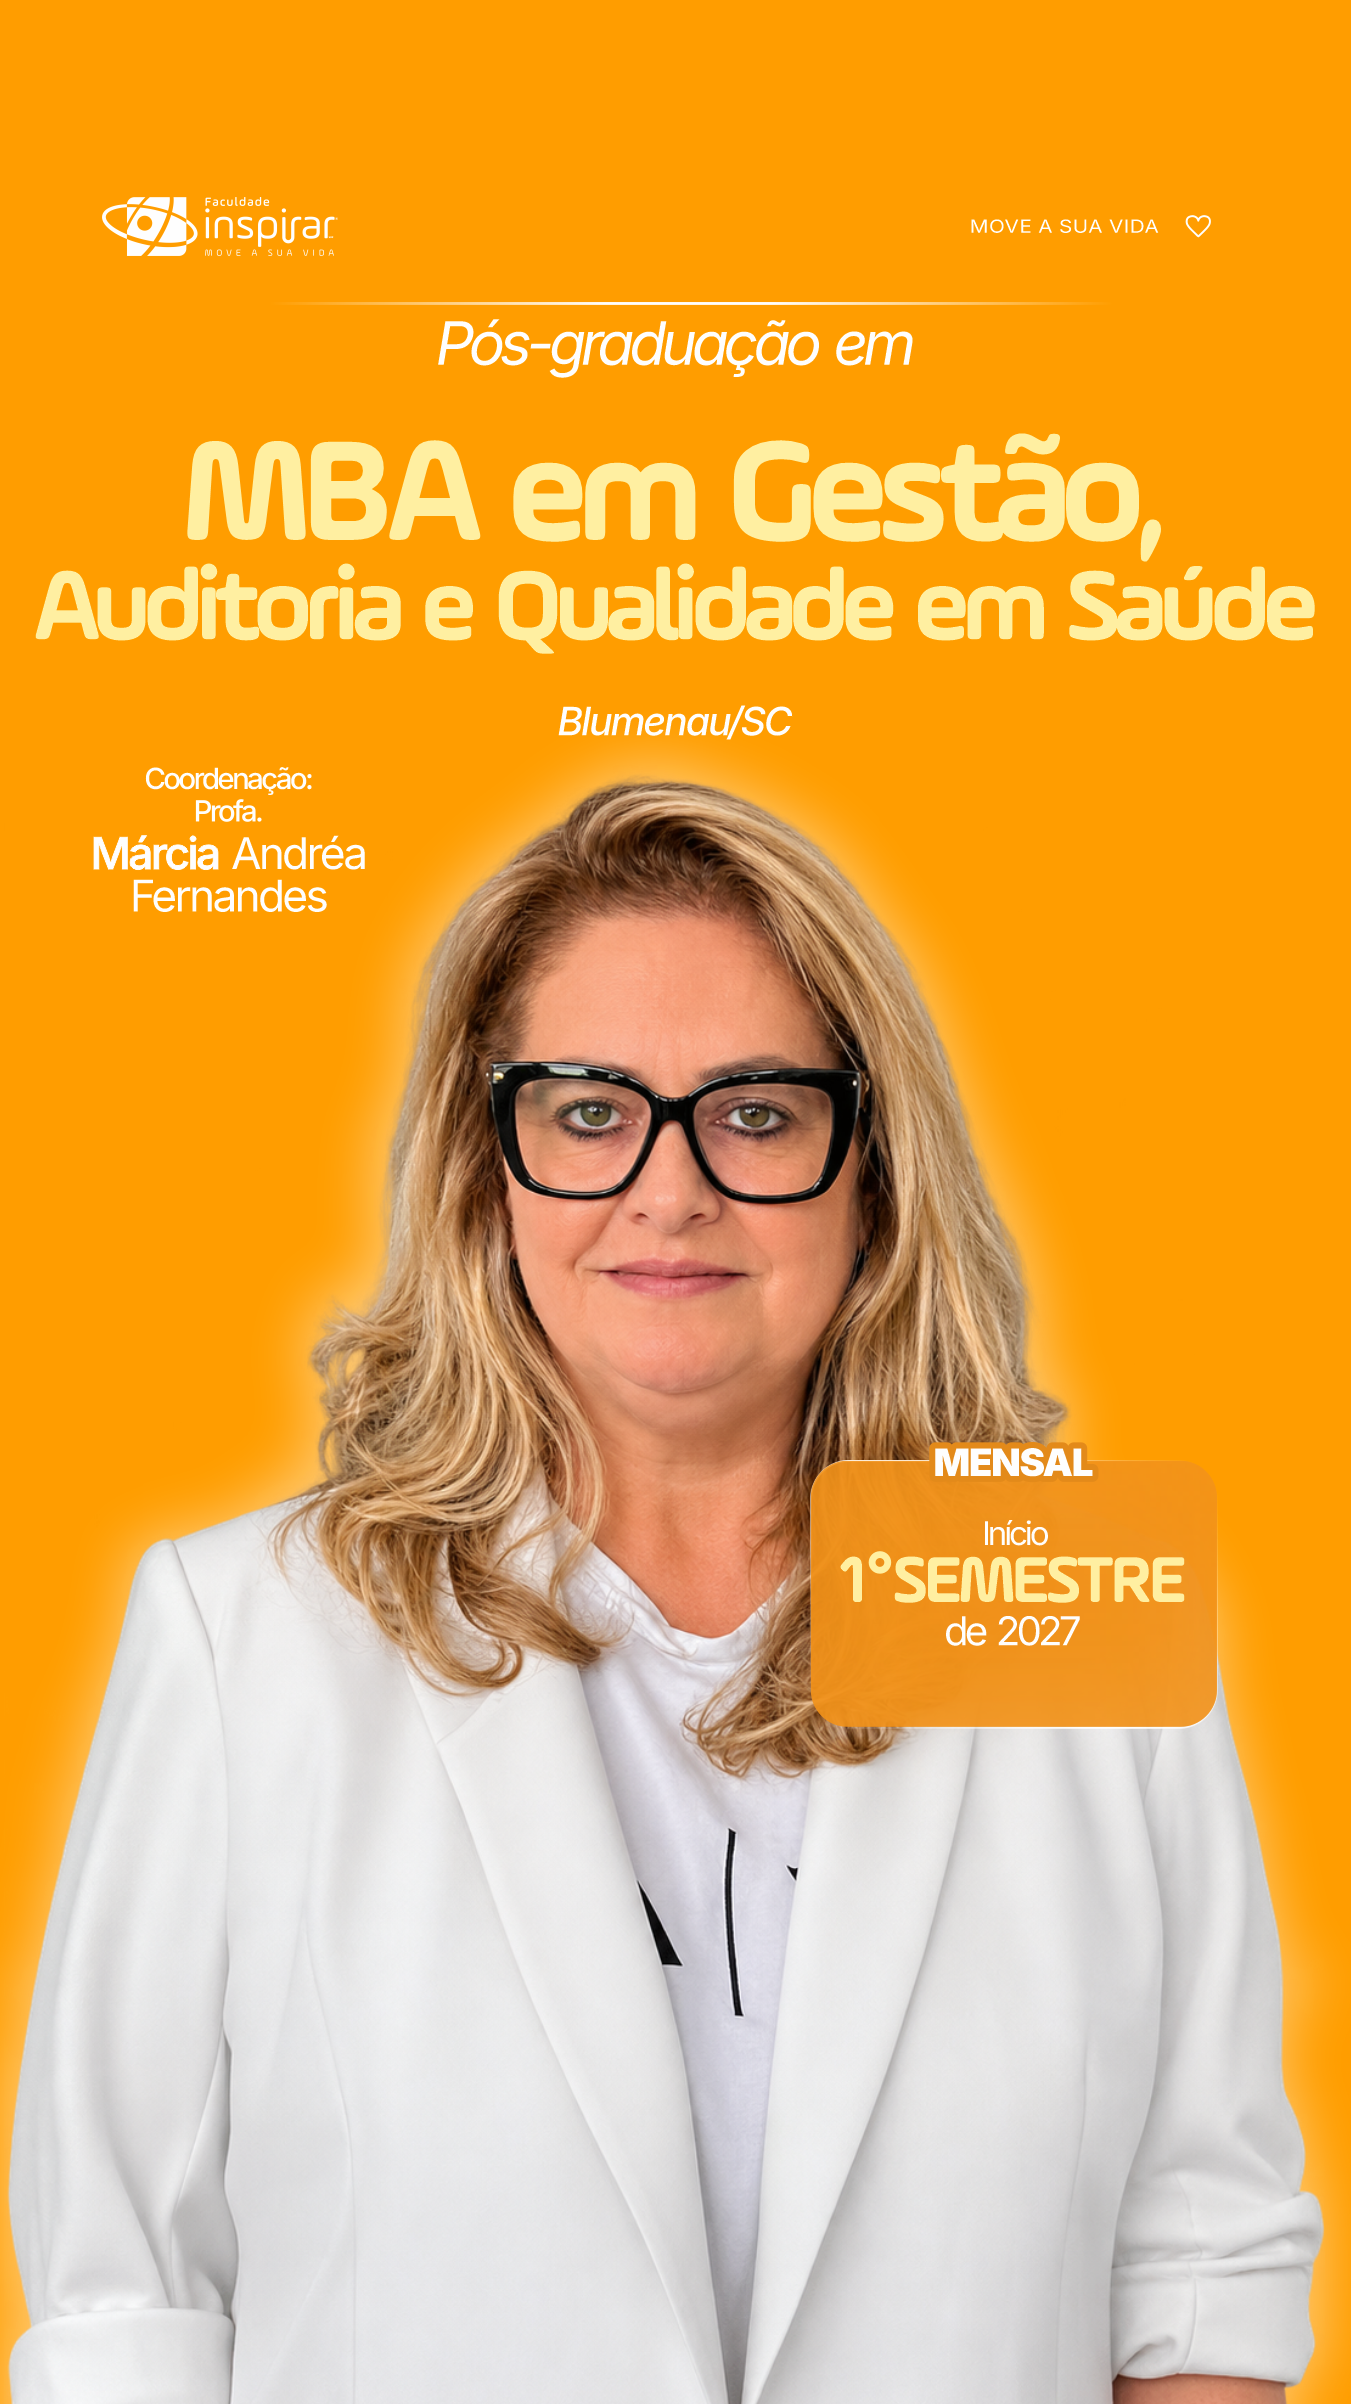 Faculdade
inspirar
MOVE A SUA VIDA
MOVE A SUA VIDA
Pós-graduação em
MBA em Gestão,
Auditoria e Qualidade em Saúde
Blumenau/SC
Coordenação:
Profa.
Márcia Andréa
Fernandes
MENSAL
Início
1°SEMESTRE
de 2027